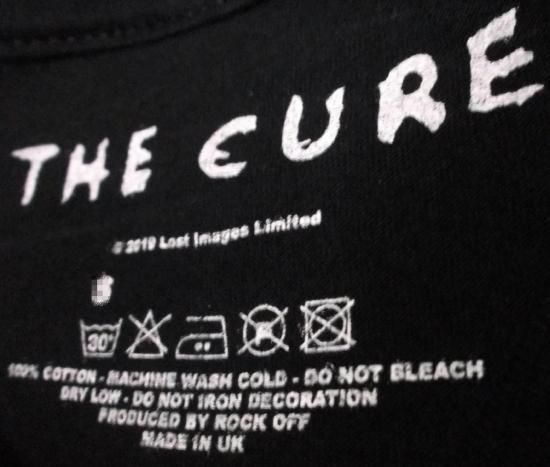 THE CURE
© 2019 Lost Images Limited
30°
100% COTTON - MACHINE WASH COLD - DO NOT BLEACH
DRY LOW - DO NOT IRON DECORATION
PRODUCED BY ROCK OFF
MADE IN UK